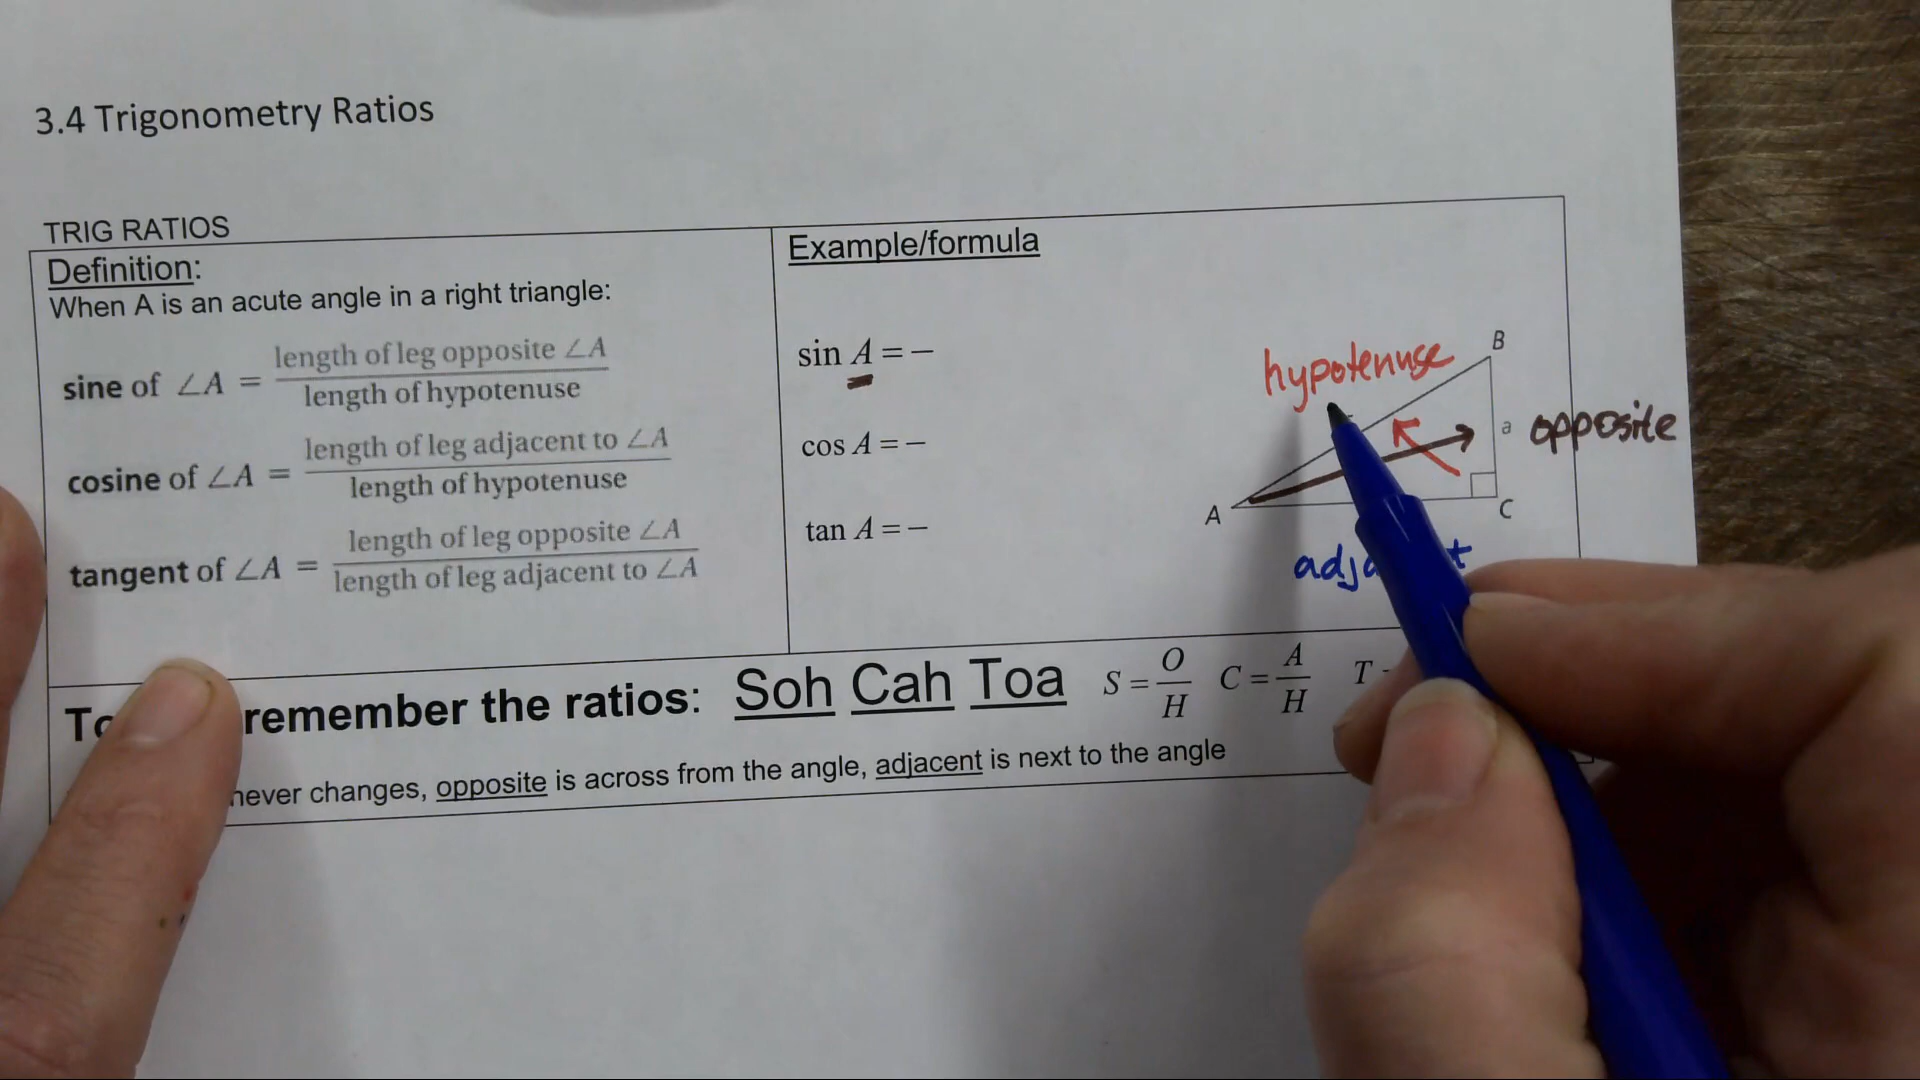 3.4 Trigonometry Ratios
TRIG RATIOS
Definition:
When A is an acute angle in a right triangle:
sine of ∠A = length of leg opposite ∠A / length of hypotenuse
cosine of ∠A = length of leg adjacent to ∠A / length of hypotenuse
tangent of ∠A = length of leg opposite ∠A / length of leg adjacent to ∠A
Example/formula
sin A = –
cos A = –
tan A = –
hypotenuse
B
a opposite
A
C
remember the ratios: Soh Cah Toa S = O/H C = A/H T
never changes, opposite is across from the angle, adjacent is next to the angle